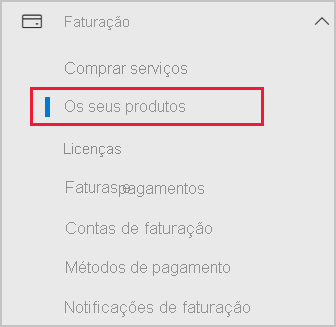 Faturação
Comprar serviços
Os seus produtos
Licenças
Faturas e pagamentos
Contas de faturação
Métodos de pagamento
Notificações de faturação